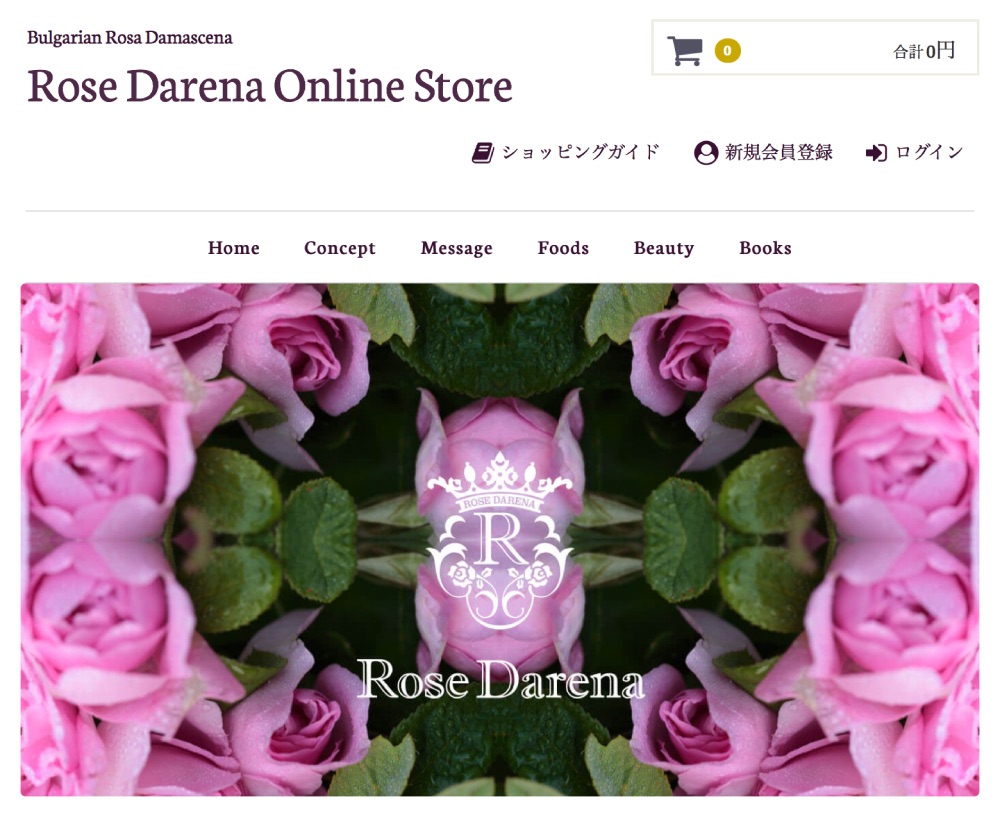 Bulgarian Rosa Damascena
Rose Darena Online Store
0
合計0円
ショッピングガイド 新規会員登録 ログイン
Home Concept Message Foods Beauty Books
ROSE DARENA
R
Rose Darena